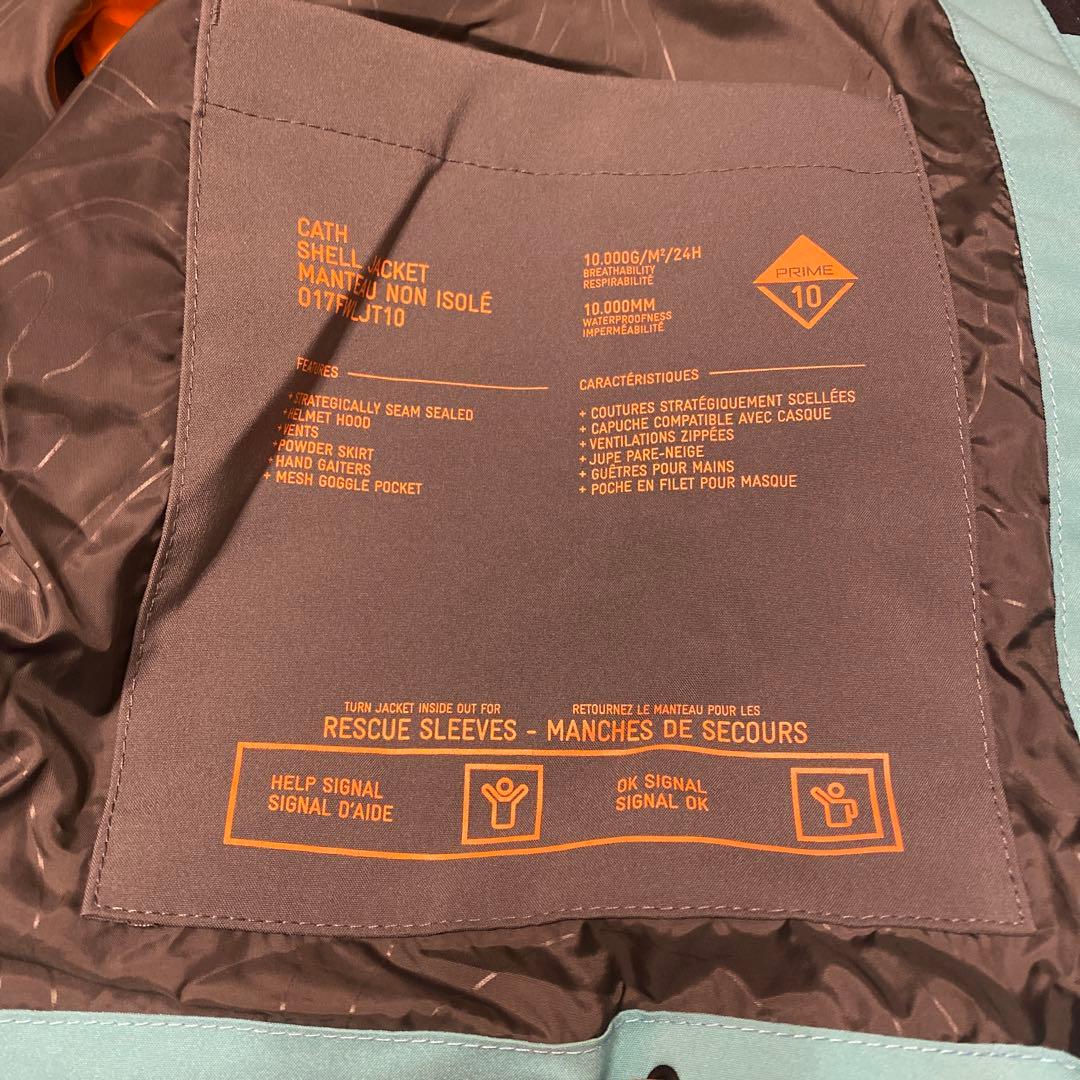 CATH
SHELL JACKET
MANTEAU NON ISOLÉ
017FWLJT10
10.000G/M²/24H
BREATHABILITY
RESPIRABILITÉ
10.000MM
WATERPROOFNESS
IMPERMÉABILITÉ
PRIME
10
FEATURES
+ STRATEGICALLY SEAM SEALED
+ HELMET HOOD
+ VENTS
+ POWDER SKIRT
+ HAND GAITERS
+ MESH GOGGLE POCKET
CARACTÉRISTIQUES
+ COUTURES STRATÉGIQUEMENT SCELLÉES
+ CAPUCHE COMPATIBLE AVEC CASQUE
+ VENTILATIONS ZIPPÉES
+ JUPE PARE-NEIGE
+ GUÊTRES POUR MAINS
+ POCHE EN FILET POUR MASQUE
TURN JACKET INSIDE OUT FOR RETOURNEZ LE MANTEAU POUR LES
RESCUE SLEEVES - MANCHES DE SECOURS
HELP SIGNAL
SIGNAL D'AIDE
OK SIGNAL
SIGNAL OK